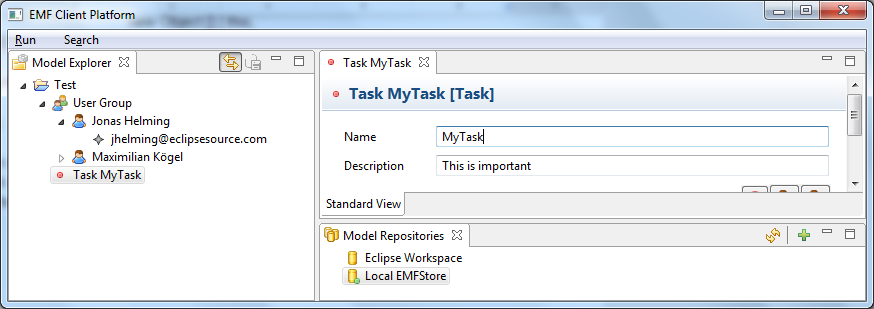 EMF Client Platform
Run Search
Model Explorer
Test
User Group
Jonas Helming
jhelming@eclipsesource.com
Maximilian Kögel
Task MyTask
Task MyTask
Task MyTask [Task]
Name MyTask
Description This is important
Standard View
Model Repositories
Eclipse Workspace
Local EMFStore